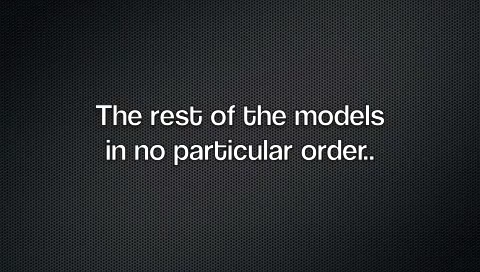 The rest of the models
in no particular order..